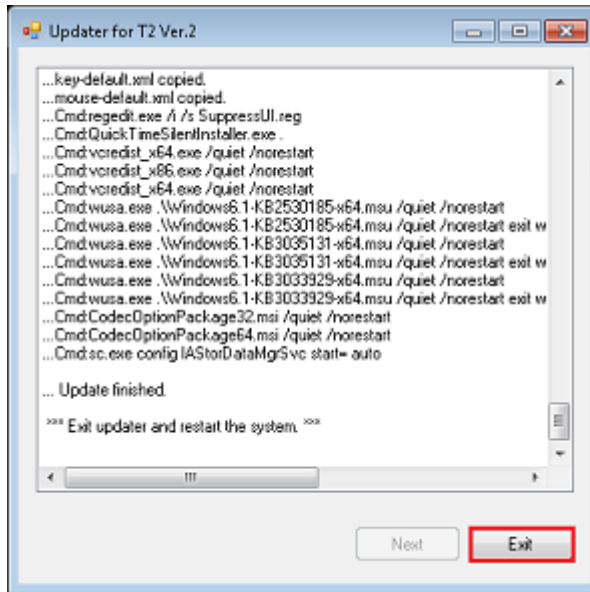 Updater for T2 Ver.2
...key-default.xml copied.
...mouse-default.xml copied.
...Cmd:regedit.exe /i /s SuppressUI.reg
...Cmd:QuickTimeSilentInstaller.exe .
...Cmd:vcredist_x64.exe /quiet /norestart
...Cmd:vcredist_x86.exe /quiet /norestart
...Cmd:vcredist_x64.exe /quiet /norestart
...Cmd:wusa.exe .\Windows6.1-KB2530185-x64.msu /quiet /norestart
...Cmd:wusa.exe .\Windows6.1-KB2530185-x64.msu /quiet /norestart exit w
...Cmd:wusa.exe .\Windows6.1-KB3035131-x64.msu /quiet /norestart
...Cmd:wusa.exe .\Windows6.1-KB3035131-x64.msu /quiet /norestart exit w
...Cmd:wusa.exe .\Windows6.1-KB3033929-x64.msu /quiet /norestart
...Cmd:wusa.exe .\Windows6.1-KB3033929-x64.msu /quiet /norestart exit w
...Cmd:CodecOptionPackage32.msi /quiet /norestart
...Cmd:CodecOptionPackage64.msi /quiet /norestart
...Cmd:sc.exe config IAStorDataMgrSvc start= auto
... Update finished.
*** Exit updater and restart the system. ***
Next
Exit